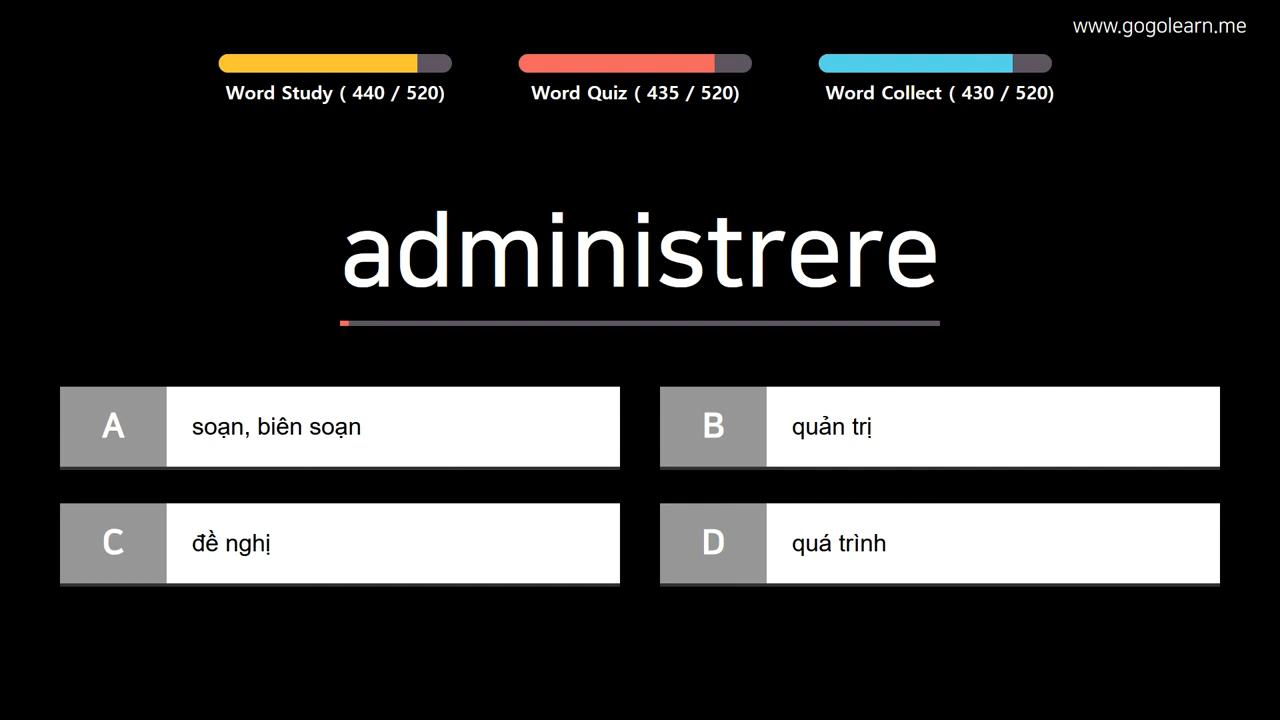 www.gogolearn.me
Word Study ( 440 / 520)
Word Quiz ( 435 / 520)
Word Collect ( 430 / 520)
administrere
A
soạn, biên soạn
B
quản trị
C
đề nghị
D
quá trình